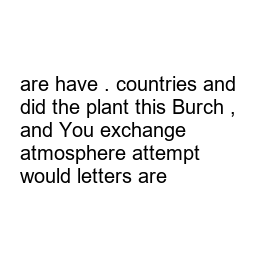 are have . countries and
did the plant this Burch ,
and You exchange
atmosphere attempt
would letters are